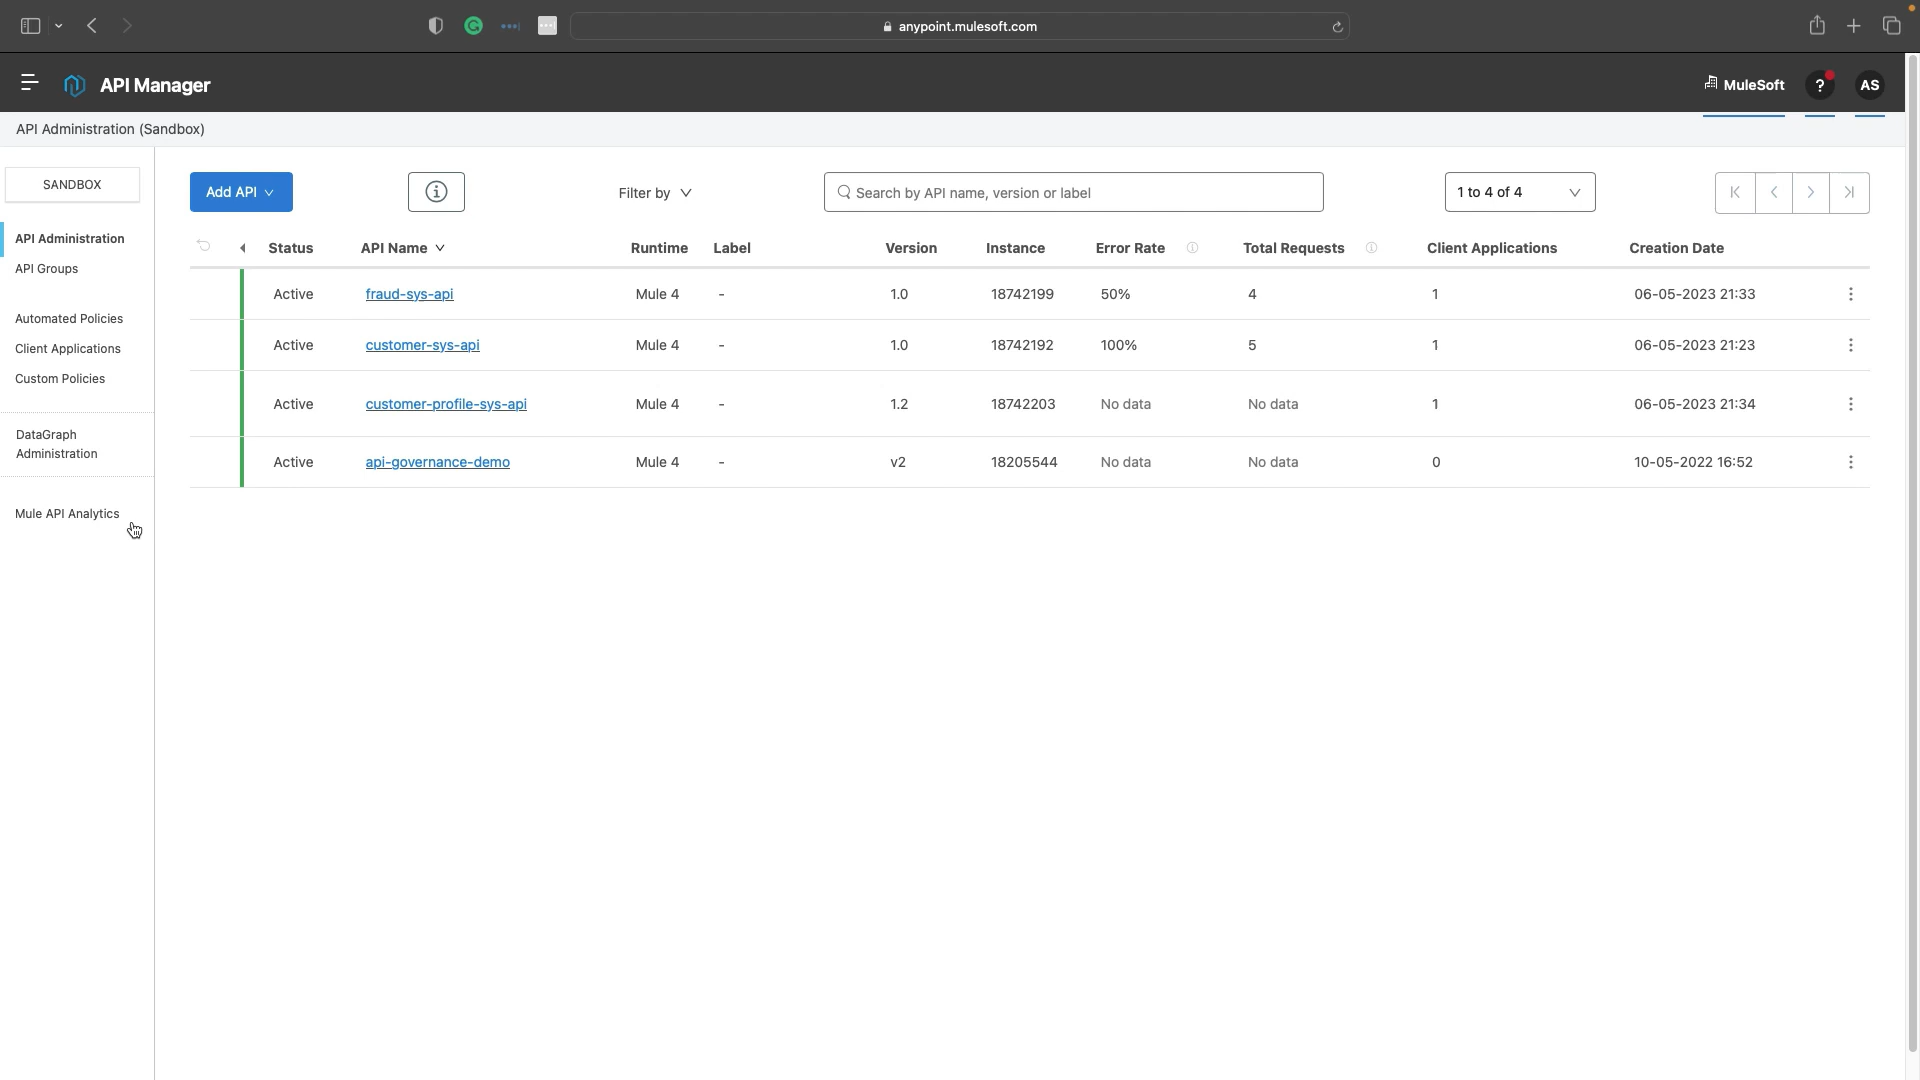 anypoint.mulesoft.com
API Manager
MuleSoft
?
AS
API Administration (Sandbox)
SANDBOX
API Administration
API Groups
Automated Policies
Client Applications
Custom Policies
DataGraph
Administration
Mule API Analytics
Add API
Filter by
Search by API name, version or label
1 to 4 of 4
Status API Name Runtime Label Version Instance Error Rate Total Requests Client Applications Creation Date
Active fraud-sys-api Mule 4 - 1.0 18742199 50% 4 1 06-05-2023 21:33
Active customer-sys-api Mule 4 - 1.0 18742192 100% 5 1 06-05-2023 21:23
Active customer-profile-sys-api Mule 4 - 1.2 18742203 No data No data 1 06-05-2023 21:34
Active api-governance-demo Mule 4 - v2 18205544 No data No data 0 10-05-2022 16:52